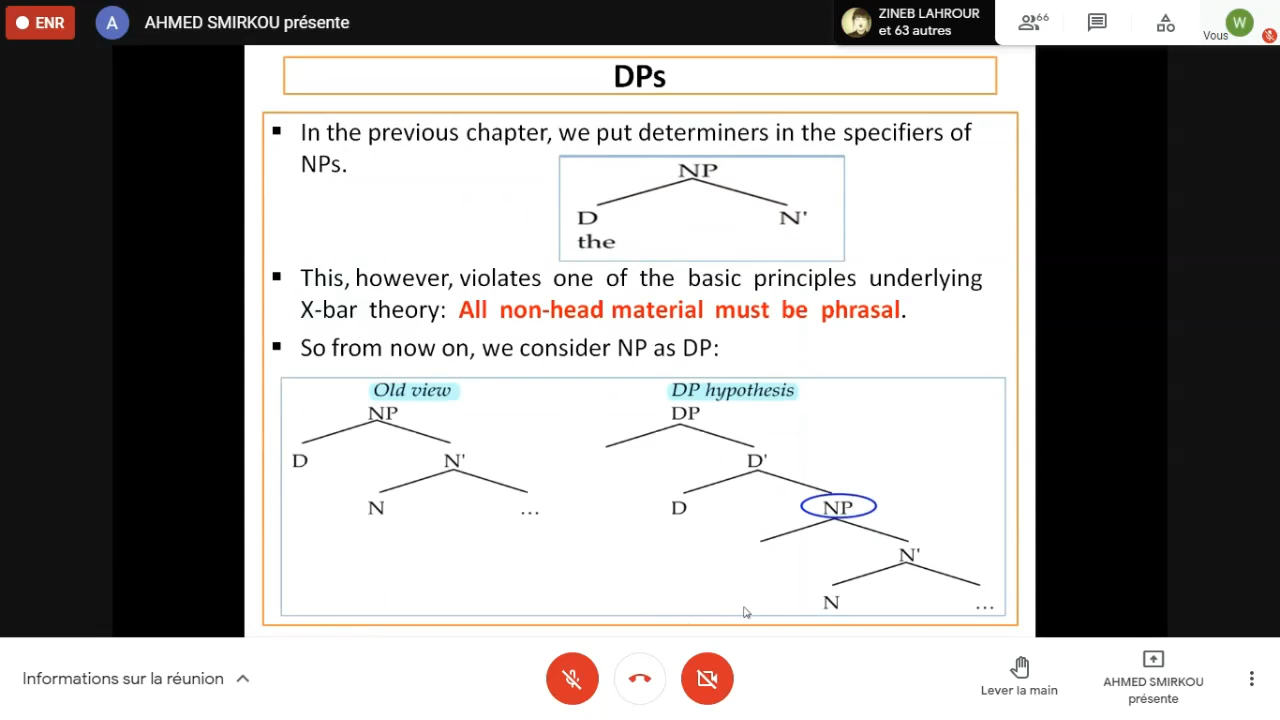 ENR
A
AHMED SMIRKOU présente
ZINEB LAHROUR
et 63 autres
66
Vous
W
DPs
▪ In the previous chapter, we put determiners in the specifiers of
NPs.
NP
D N'
the
▪ This, however, violates one of the basic principles underlying
X-bar theory: All non-head material must be phrasal.
▪ So from now on, we consider NP as DP:
Old view DP hypothesis
NP DP
D N' D'
N … D NP
N'
N …
Informations sur la réunion
Lever la main
AHMED SMIRKOU
présente